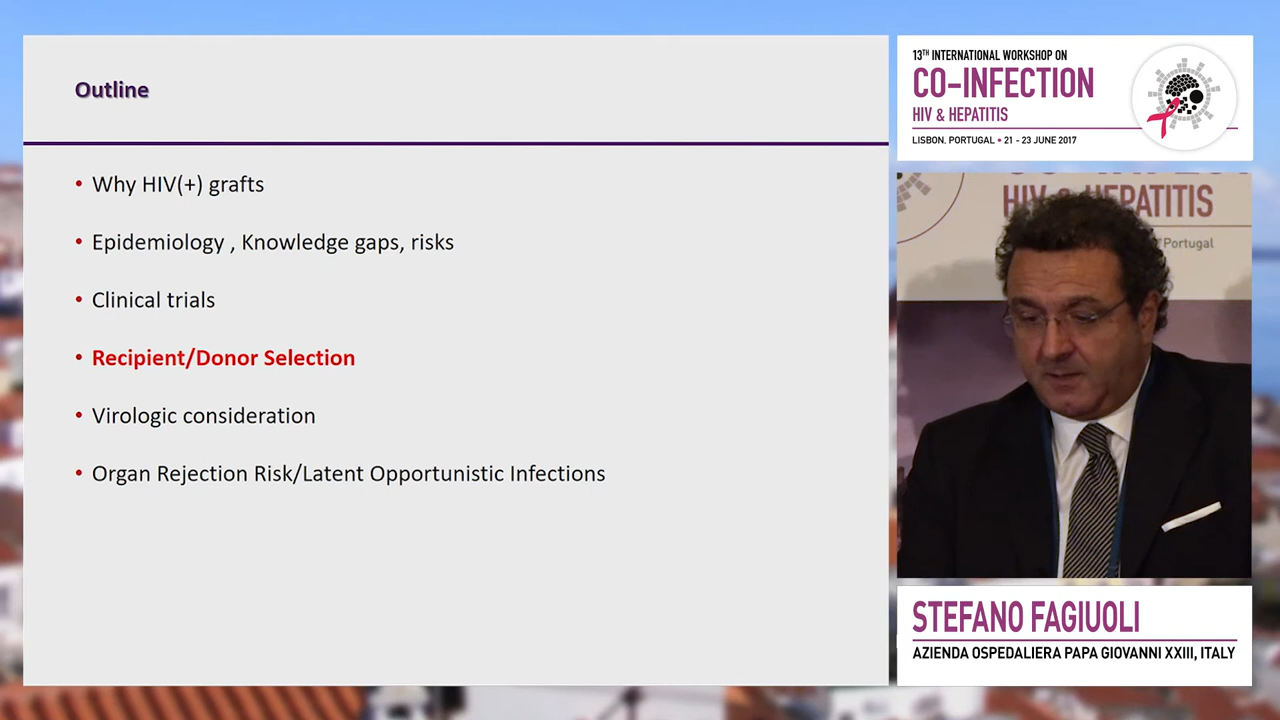 Outline
• Why HIV(+) grafts
• Epidemiology , Knowledge gaps, risks
• Clinical trials
• Recipient/Donor Selection
• Virologic consideration
• Organ Rejection Risk/Latent Opportunistic Infections
13TH INTERNATIONAL WORKSHOP ON
CO-INFECTION
HIV & HEPATITIS
LISBON, PORTUGAL • 21 - 23 JUNE 2017
HIV & HEPATITIS
Portugal
STEFANO FAGIUOLI
AZIENDA OSPEDALIERA PAPA GIOVANNI XXIII, ITALY